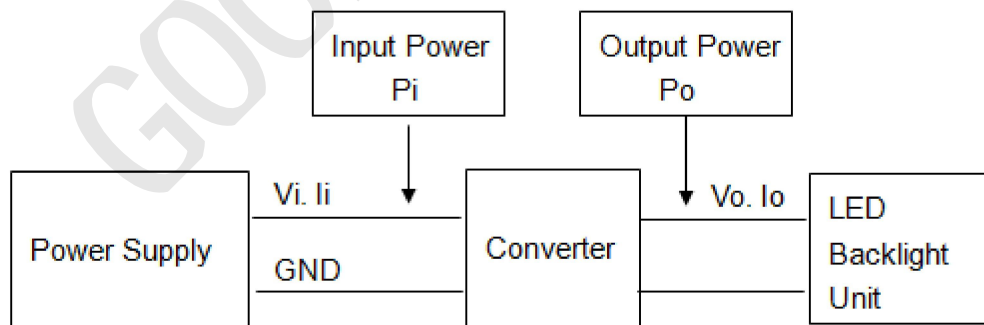 Input Power
Pi
Output Power
Po
Vi. Ii
Vo. Io
Power Supply
GND
Converter
LED
Backlight
Unit